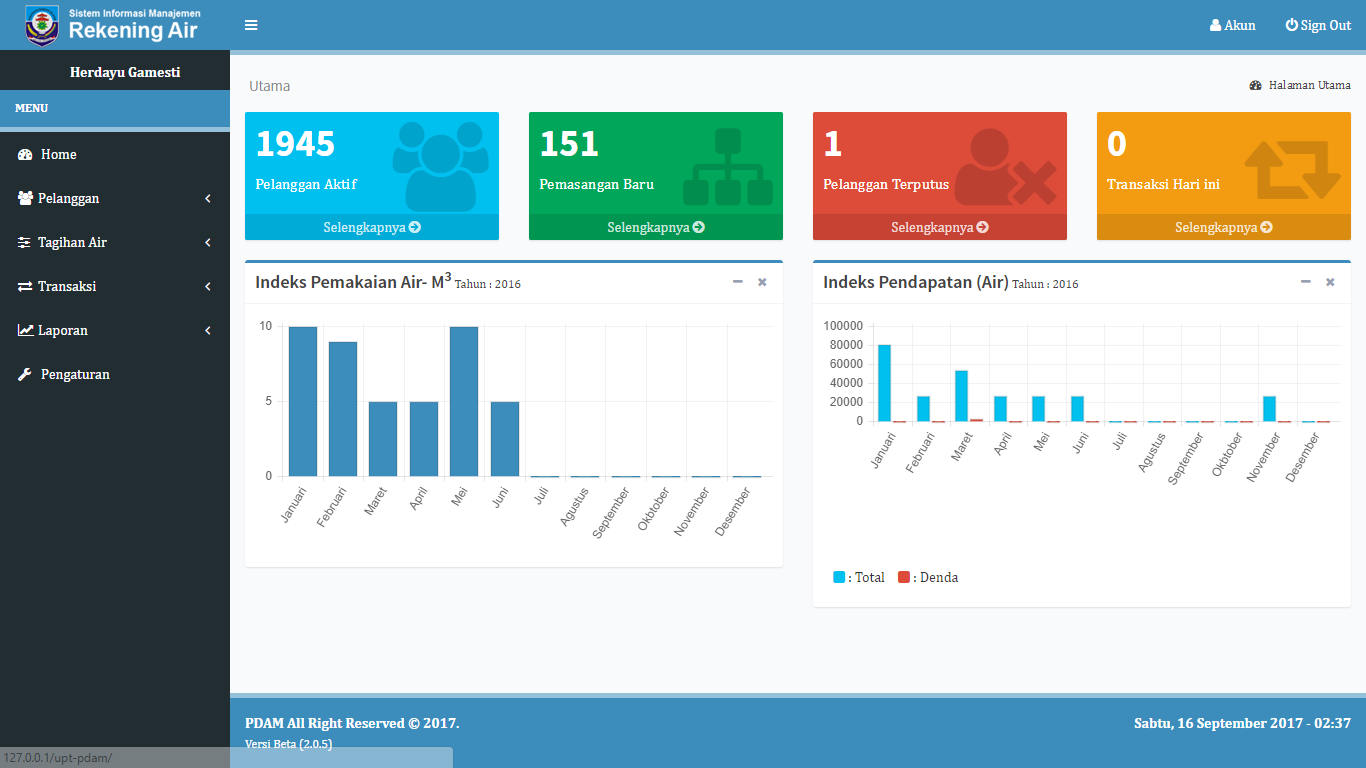 Sistem Informasi Manajemen
Rekening Air
Akun
Sign Out
Herdayu Gamesti
MENU
Home
Pelanggan
Tagihan Air
Transaksi
Laporan
Pengaturan
Utama
Halaman Utama
1945
Pelanggan Aktif
Selengkapnya
151
Pemasangan Baru
Selengkapnya
1
Pelanggan Terputus
Selengkapnya
0
Transaksi Hari ini
Selengkapnya
Indeks Pemakaian Air- M³ Tahun : 2016
10
5
0
Januari
Februari
Maret
April
Mei
Juni
Juli
Agustus
September
Okbtober
November
Desember
Indeks Pendapatan (Air) Tahun : 2016
100000
80000
60000
40000
20000
0
Januari
Februari
Maret
April
Mei
Juni
Juli
Agustus
September
Okbtober
November
Desember
: Total : Denda
PDAM All Right Reserved © 2017.
Versi Beta (2.0.5)
Sabtu, 16 September 2017 - 02:37
127.0.0.1/upt-pdam/